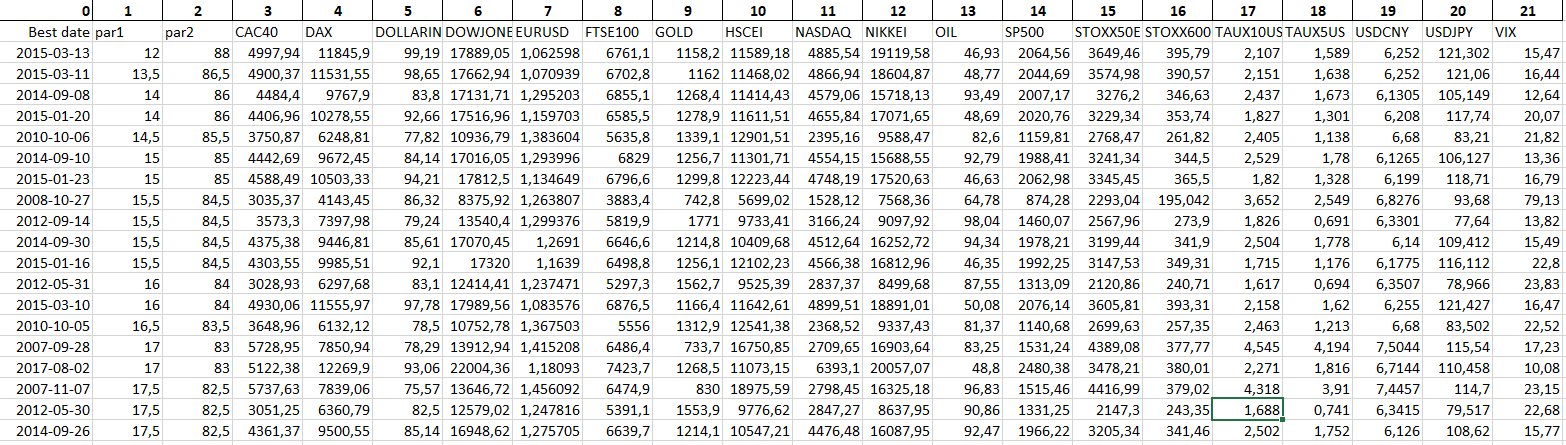 0 1 2 3 4 5 6 7 8 9 10 11 12 13 14 15 16 17 18 19 20 21
Best date par1 par2 CAC40 DAX DOLLARIN DOWJONE EURUSD FTSE100 GOLD HSCEI NASDAQ NIKKEI OIL SP500 STOXX50E STOXX600 TAUX10US TAUX5US USDCNY USDJPY VIX
2015-03-13 12 88 4997,94 11845,9 99,19 17889,05 1,062598 6761,1 1158,2 11589,18 4885,54 19119,58 46,93 2064,56 3649,46 395,79 2,107 1,589 6,252 121,302 15,47
2015-03-11 13,5 86,5 4900,37 11531,55 98,65 17662,94 1,070939 6702,8 1162 11468,02 4866,94 18604,87 48,77 2044,69 3574,98 390,57 2,151 1,638 6,252 121,06 16,44
2014-09-08 14 86 4484,4 9767,9 83,8 17131,71 1,295203 6855,1 1268,4 11414,43 4579,06 15718,13 93,49 2007,17 3276,2 346,63 2,437 1,673 6,1305 105,149 12,64
2015-01-20 14 86 4406,96 10278,55 92,66 17516,96 1,159703 6585,5 1278,9 11611,51 4655,84 17071,65 48,69 2020,76 3229,34 353,74 1,827 1,301 6,208 117,74 20,07
2010-10-06 14,5 85,5 3750,87 6248,81 77,82 10936,79 1,383604 5635,8 1339,1 12901,51 2395,16 9588,47 82,6 1159,81 2768,47 261,82 2,405 1,138 6,68 83,21 21,82
2014-09-10 15 85 4442,69 9672,45 84,14 17016,05 1,293996 6829 1256,7 11301,71 4554,15 15688,55 92,79 1988,41 3241,34 344,5 2,529 1,78 6,1265 106,127 13,36
2015-01-23 15 85 4588,49 10503,33 94,21 17812,5 1,134649 6796,6 1299,8 12223,44 4748,19 17520,63 46,63 2062,98 3345,45 365,5 1,82 1,328 6,199 118,71 16,79
2008-10-27 15,5 84,5 3035,37 4143,45 86,32 8375,92 1,263807 3883,4 742,8 5699,02 1528,12 7568,36 64,78 874,28 2293,04 195,042 3,652 2,549 6,8276 93,68 79,13
2012-09-14 15,5 84,5 3573,3 7397,98 79,24 13540,4 1,299376 5819,9 1771 9733,41 3166,24 9097,92 98,04 1460,07 2567,96 273,9 1,826 0,691 6,3301 77,64 13,82
2014-09-30 15,5 84,5 4375,38 9446,81 85,61 17070,45 1,2691 6646,6 1214,8 10409,68 4512,64 16252,72 94,34 1978,21 3199,44 341,9 2,504 1,778 6,14 109,412 15,49
2015-01-16 15,5 84,5 4303,55 9985,51 92,1 17320 1,1639 6498,8 1256,1 12102,23 4566,38 16812,96 46,35 1992,25 3147,53 349,31 1,715 1,176 6,1775 116,112 22,8
2012-05-31 16 84 3028,93 6297,68 83,1 12414,41 1,237471 5297,3 1562,7 9525,39 2837,37 8499,68 87,55 1313,09 2120,86 240,71 1,617 0,694 6,3507 78,966 23,83
2015-03-10 16 84 4930,06 11555,97 97,78 17989,56 1,083576 6876,5 1166,4 11642,61 4899,51 18891,01 50,08 2076,14 3605,81 393,31 2,158 1,62 6,255 121,427 16,47
2010-10-05 16,5 83,5 3648,96 6132,12 78,5 10752,78 1,367503 5556 1312,9 12541,38 2368,52 9337,43 81,37 1140,68 2699,63 257,35 2,463 1,213 6,68 83,502 22,52
2007-09-28 17 83 5728,95 7850,94 78,29 13912,94 1,415208 6486,4 733,7 16750,85 2709,65 16903,64 83,25 1531,24 4389,08 377,77 4,545 4,194 7,5044 115,54 17,23
2017-08-02 17 83 5122,38 12269,9 93,06 22004,36 1,18093 7423,7 1268,5 11073,15 6393,1 20057,07 48,8 2480,38 3478,21 380,01 2,271 1,816 6,7144 110,458 10,08
2007-11-07 17,5 82,5 5737,63 7839,06 75,57 13646,72 1,456092 6474,9 830 18975,59 2798,45 16325,18 96,83 1515,46 4416,99 379,02 4,318 3,91 7,4457 114,7 23,15
2012-05-30 17,5 82,5 3051,25 6360,79 82,5 12579,02 1,247816 5391,1 1553,9 9776,62 2847,27 8637,95 90,86 1331,25 2147,3 243,35 1,688 0,741 6,3415 79,517 22,68
2014-09-26 17,5 82,5 4361,37 9500,55 85,14 16948,62 1,275705 6639,7 1214,1 10547,21 4476,48 16087,95 92,47 1966,22 3205,34 341,46 2,502 1,752 6,126 108,62 15,77